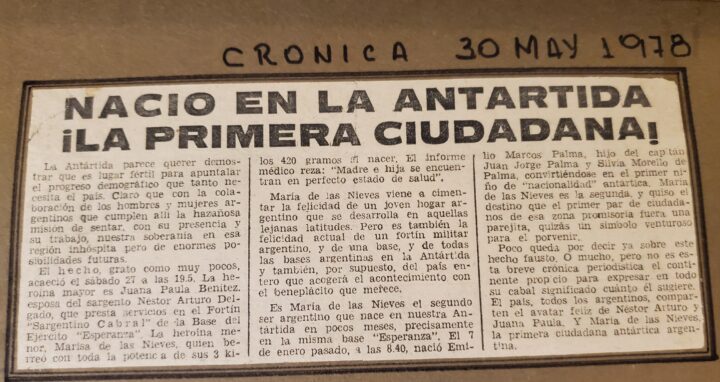 CRONICA 30 MAY 1978
NACIO EN LA ANTARTIDA
¡LA PRIMERA CIUDADANA!
La Antártida parece querer demos-
trar que es lugar fértil para apuntalar
el progreso demográfico que tanto ne-
cesita el país. Claro que con la cola-
boración de los hombres y mujeres ar-
gentinos que cumplen allí la hazañosa
misión de sentar, con su presencia y
su trabajo, nuestra soberanía en esa
región inhóspita pero de enormes po-
sibilidades futuras.
El hecho, grato como muy pocos,
acaeció el sábado 27 a las 19.5. La he-
roína mayor es Juana Paula Benítez,
esposa del sargento Néstor Arturo Del-
gado, que presta servicios en el Fortín
"Sargentino Cabral" de la Base del
Ejército "Esperanza". La heroína me-
nor, Marisa de las Nieves, quien be-
rreó con toda la potencia de sus 3 ki-
los 420 gramos al nacer. El informe
médico reza: "Madre e hija se encuen-
tran en perfecto estado de salud".
María de las Nieves viene a cimen-
tar la felicidad de un joven hogar ar-
gentino que se desarrolla en aquellas
lejanas latitudes. Pero es también la
felicidad actual de un fortín militar
argentino, y de una base, y de todas
las bases argentinas en la Antártida
y también, por supuesto, del país en-
tero que acogerá el acontecimiento con
el beneplácito que merece.
Es María de las Nieves el segundo
ser argentino que nace en nuestra An-
tártida en pocos meses, precisamente
en la misma base "Esperanza". El 7
de enero pasado, a las 8.40, nació Emi-
lio Marcos Palma, hijo del capitán
Juan Jorge Palma y Silvia Morello de
Palma, convirtiéndose en el primer ni-
ño de "nacionalidad" antártica. María
de las Nieves es la segunda, y quiso el
destino que el primer par de ciudada-
nos de esa zona promisoria fuera una
parejita, quizás un símbolo venturoso
para el porvenir.
Poco queda por decir ya sobre este
hecho fausto. O mucho, pero no es es-
ta breve crónica periodística el conti-
nente propicio para expresar en todo
su cabal significado cuánto él sugiere.
El país, todos los argentinos, compar-
ten el avatar feliz de Néstor Arturo y
Juana Paula. Y María de las Nieves,
la primera ciudadana antártica argen-
tina.